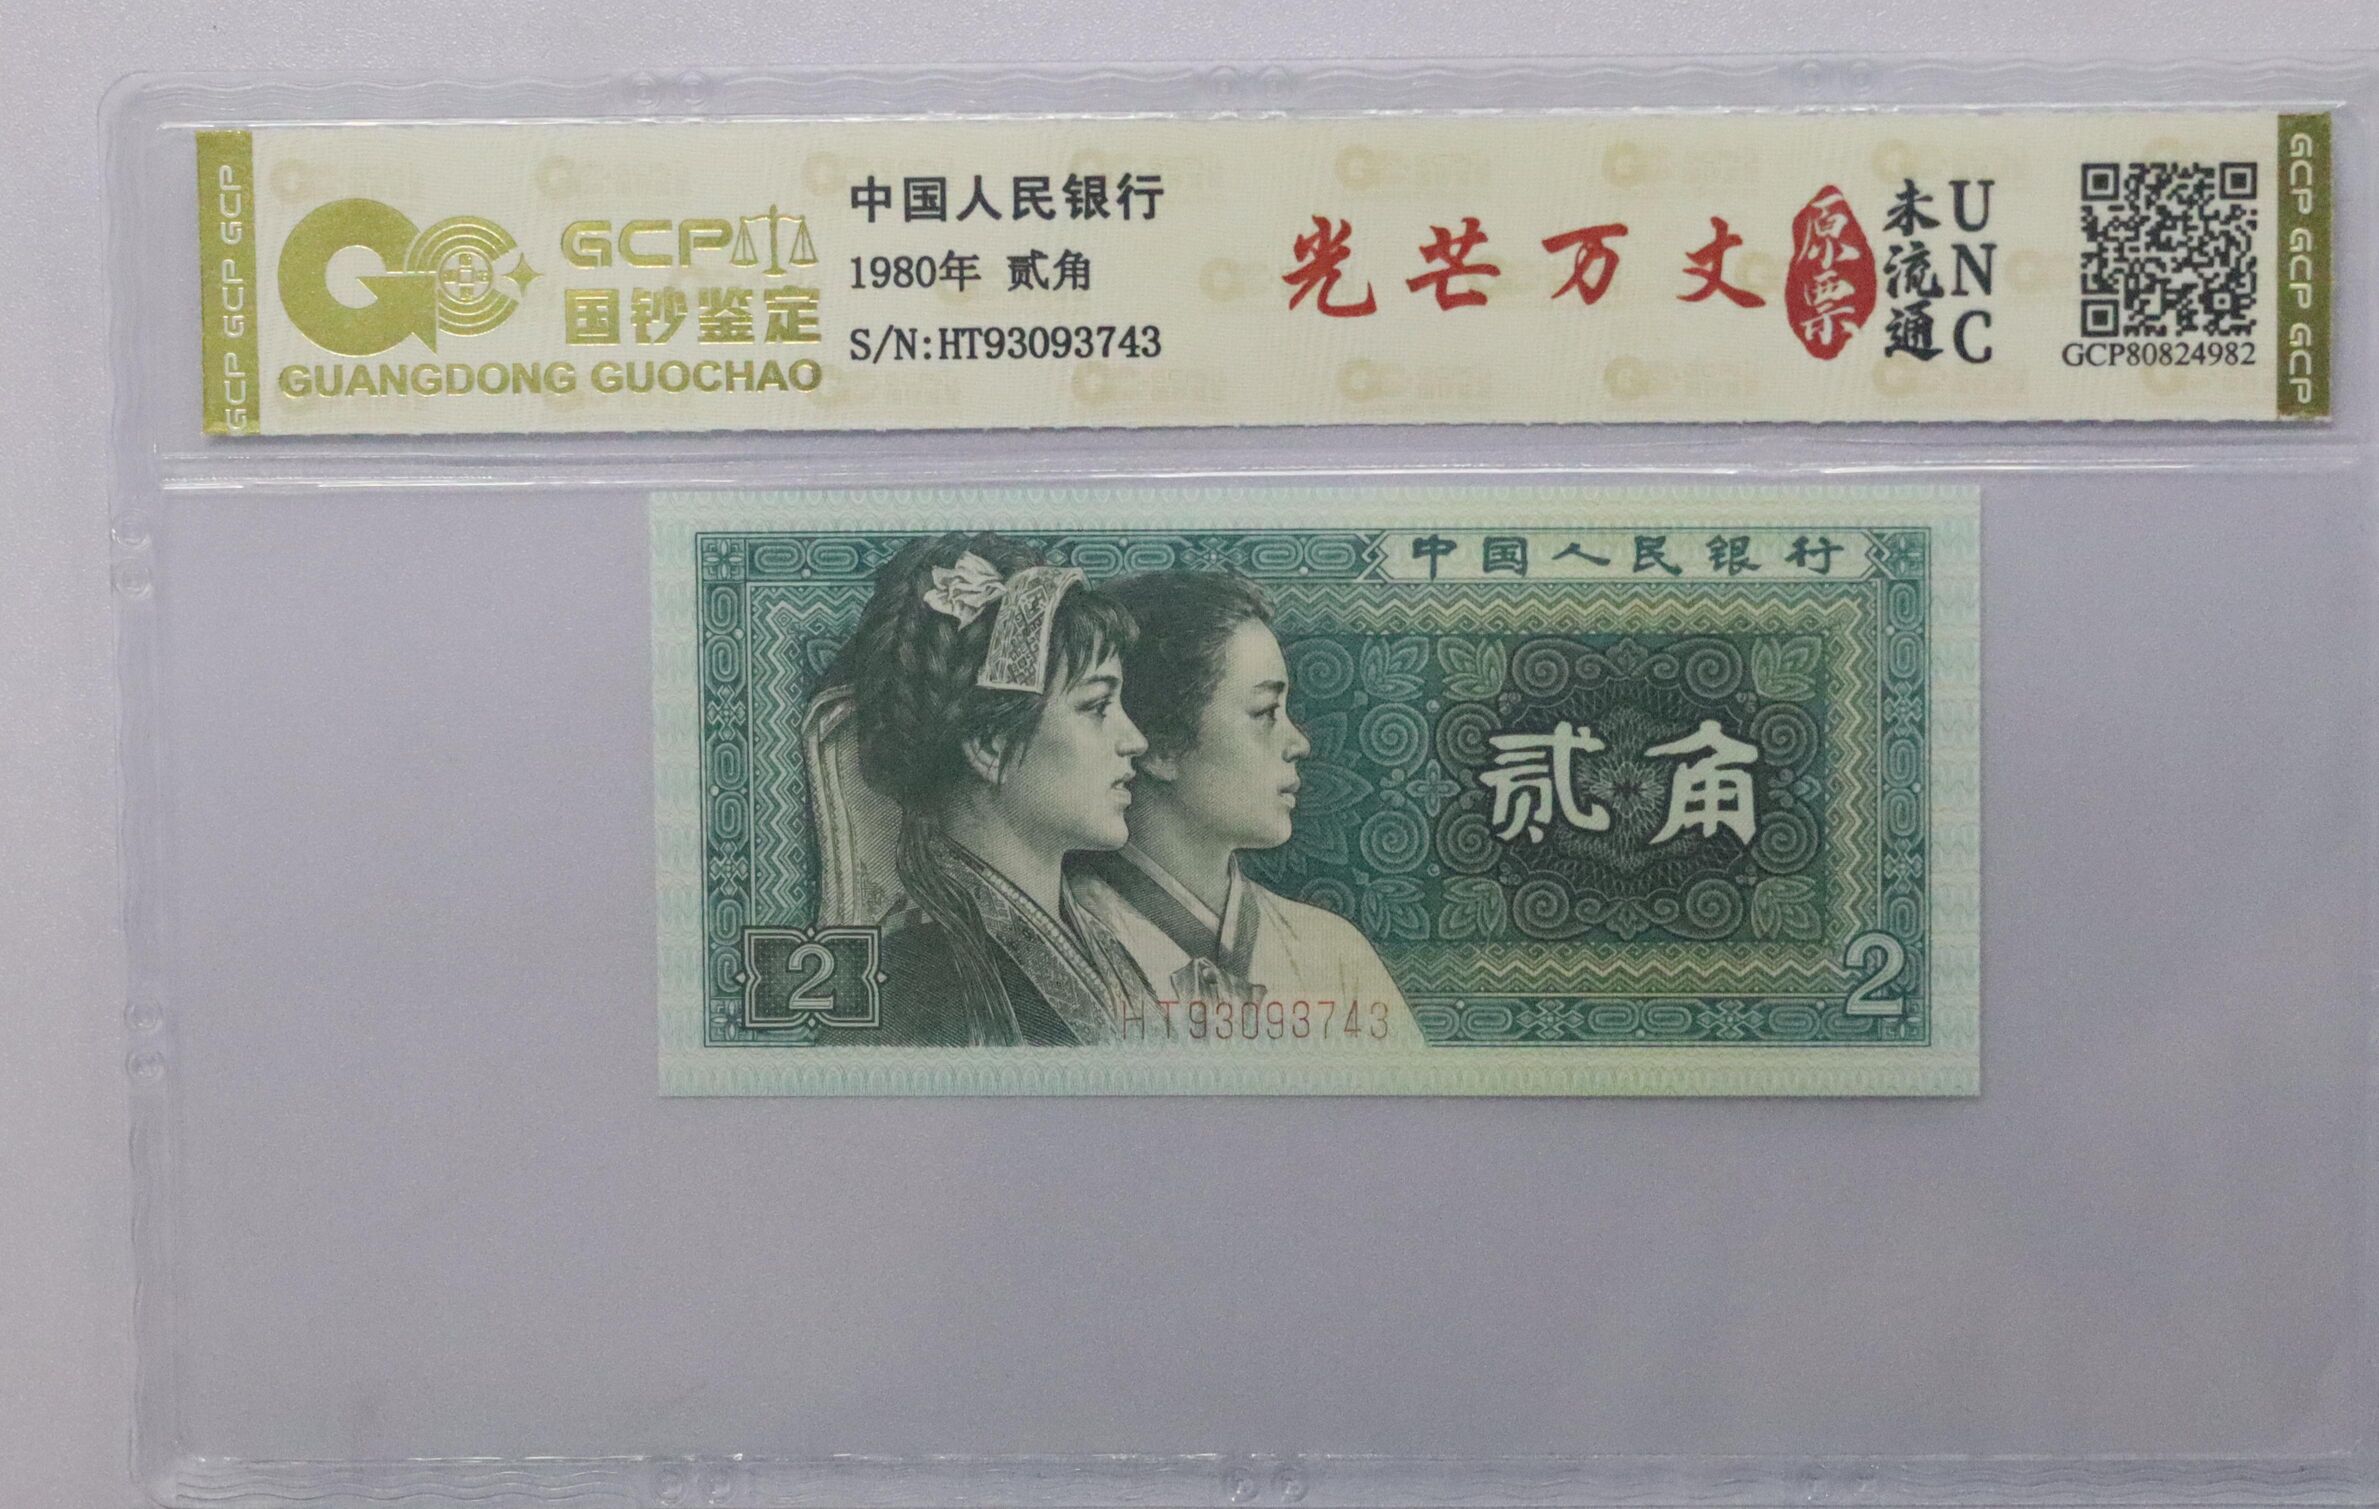 GCP GCP GCP
GCP
国钞鉴定
GUANGDONG GUOCHAO
中国人民银行
1980年 贰角
S/N:HT93093743
光芒万丈
原票
未流通
UNC
GCP80824982
GCP GCP GCP
中国人民银行
贰角
2
HT93093743
2